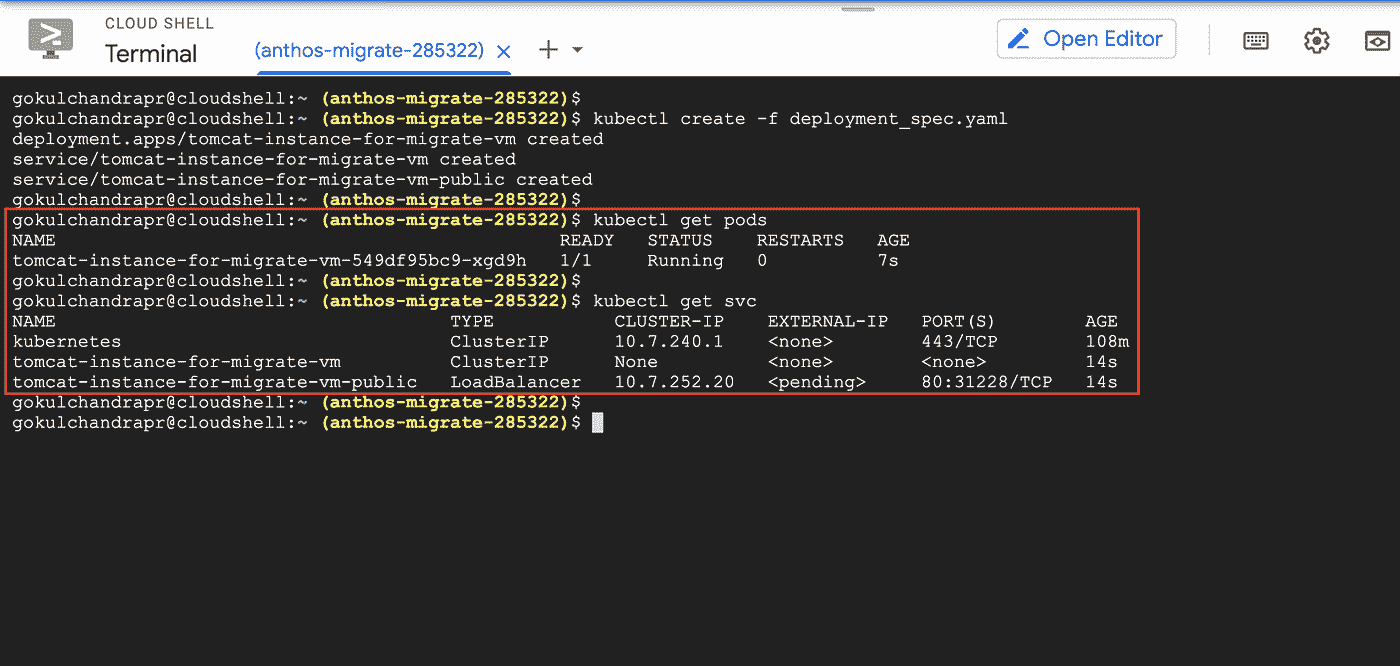 CLOUD SHELL
Terminal
(anthos-migrate-285322)
Open Editor
gokulchandrapr@cloudshell:~ (anthos-migrate-285322)$
gokulchandrapr@cloudshell:~ (anthos-migrate-285322)$ kubectl create -f deployment_spec.yaml
deployment.apps/tomcat-instance-for-migrate-vm created
service/tomcat-instance-for-migrate-vm created
service/tomcat-instance-for-migrate-vm-public created
gokulchandrapr@cloudshell:~ (anthos-migrate-285322)$
gokulchandrapr@cloudshell:~ (anthos-migrate-285322)$ kubectl get pods
NAME READY STATUS RESTARTS AGE
tomcat-instance-for-migrate-vm-549df95bc9-xgd9h 1/1 Running 0 7s
gokulchandrapr@cloudshell:~ (anthos-migrate-285322)$
gokulchandrapr@cloudshell:~ (anthos-migrate-285322)$ kubectl get svc
NAME TYPE CLUSTER-IP EXTERNAL-IP PORT(S) AGE
kubernetes ClusterIP 10.7.240.1 <none> 443/TCP 108m
tomcat-instance-for-migrate-vm ClusterIP None <none> <none> 14s
tomcat-instance-for-migrate-vm-public LoadBalancer 10.7.252.20 <pending> 80:31228/TCP 14s
gokulchandrapr@cloudshell:~ (anthos-migrate-285322)$
gokulchandrapr@cloudshell:~ (anthos-migrate-285322)$